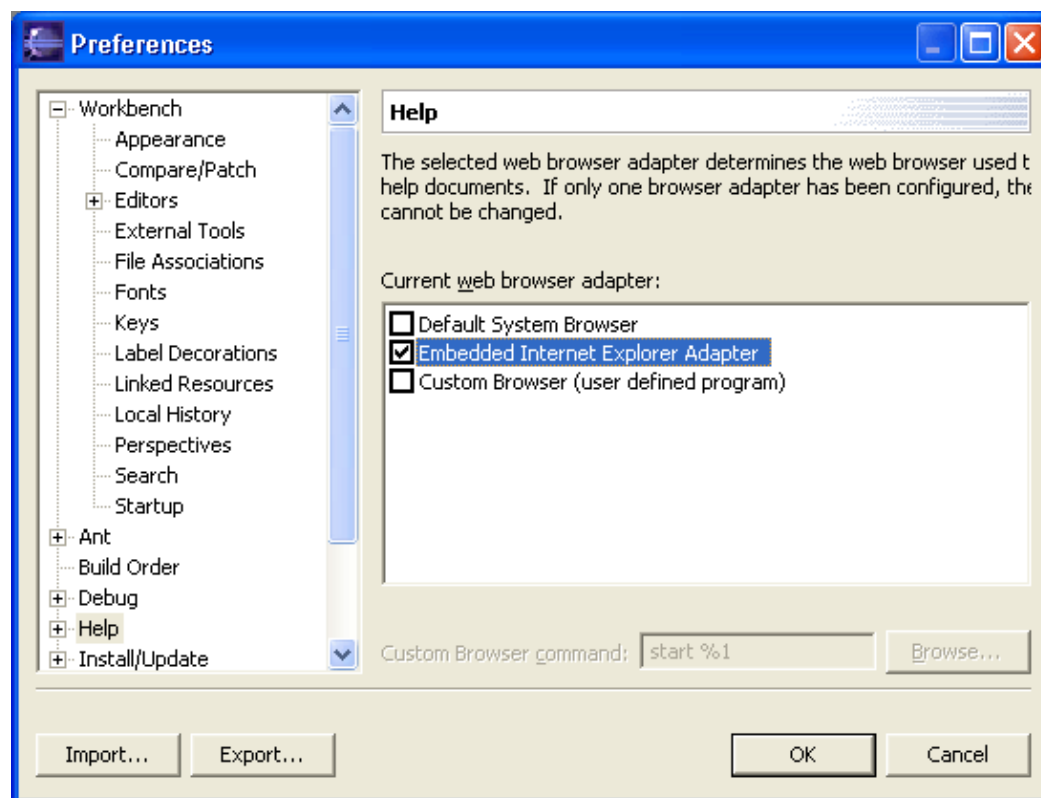 Preferences
Workbench
Appearance
Compare/Patch
Editors
External Tools
File Associations
Fonts
Keys
Label Decorations
Linked Resources
Local History
Perspectives
Search
Startup
Ant
Build Order
Debug
Help
Install/Update
Help
The selected web browser adapter determines the web browser used t
help documents. If only one browser adapter has been configured, the
cannot be changed.
Current web browser adapter:
Default System Browser
Embedded Internet Explorer Adapter
Custom Browser (user defined program)
Custom Browser command: start %1 Browse...
Import... Export... OK Cancel